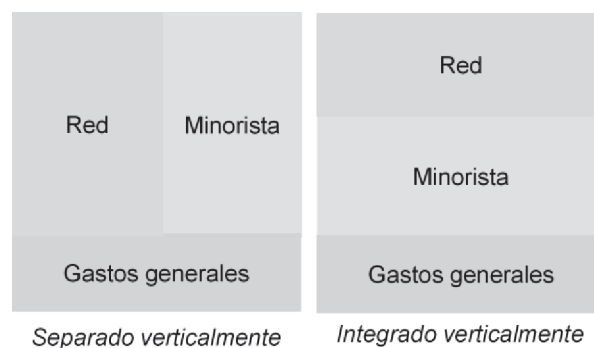 Red
Minorista
Gastos generales
Separado verticalmente
Red
Minorista
Gastos generales
Integrado verticalmente